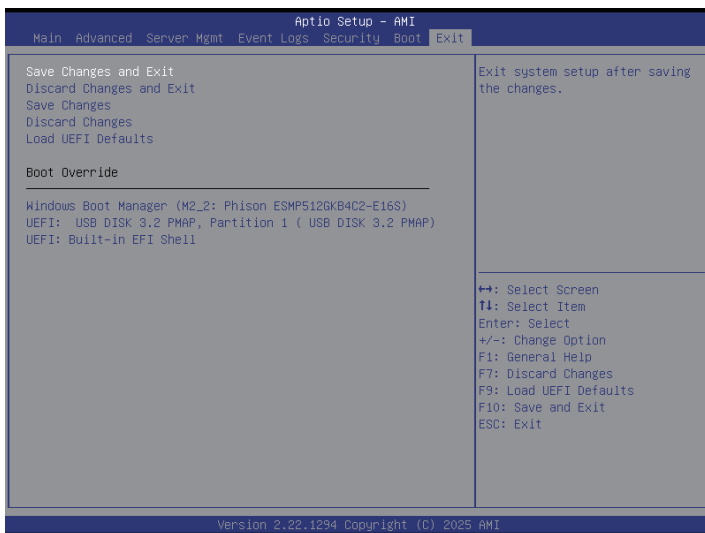 Aptio Setup - AMI
Main Advanced Server Mgmt Event Logs Security Boot Exit
Save Changes and Exit
Discard Changes and Exit
Save Changes
Discard Changes
Load UEFI Defaults
Boot Override
Windows Boot Manager (M2_2: Phison ESMP512GKB4C2-E16S)
UEFI:  USB DISK 3.2 PMAP, Partition 1 ( USB DISK 3.2 PMAP)
UEFI: Built-in EFI Shell
Exit system setup after saving
the changes.
↔: Select Screen
↑↓: Select Item
Enter: Select
+/-: Change Option
F1: General Help
F7: Discard Changes
F9: Load UEFI Defaults
F10: Save and Exit
ESC: Exit
Version 2.22.1294 Copyright (C) 2025 AMI